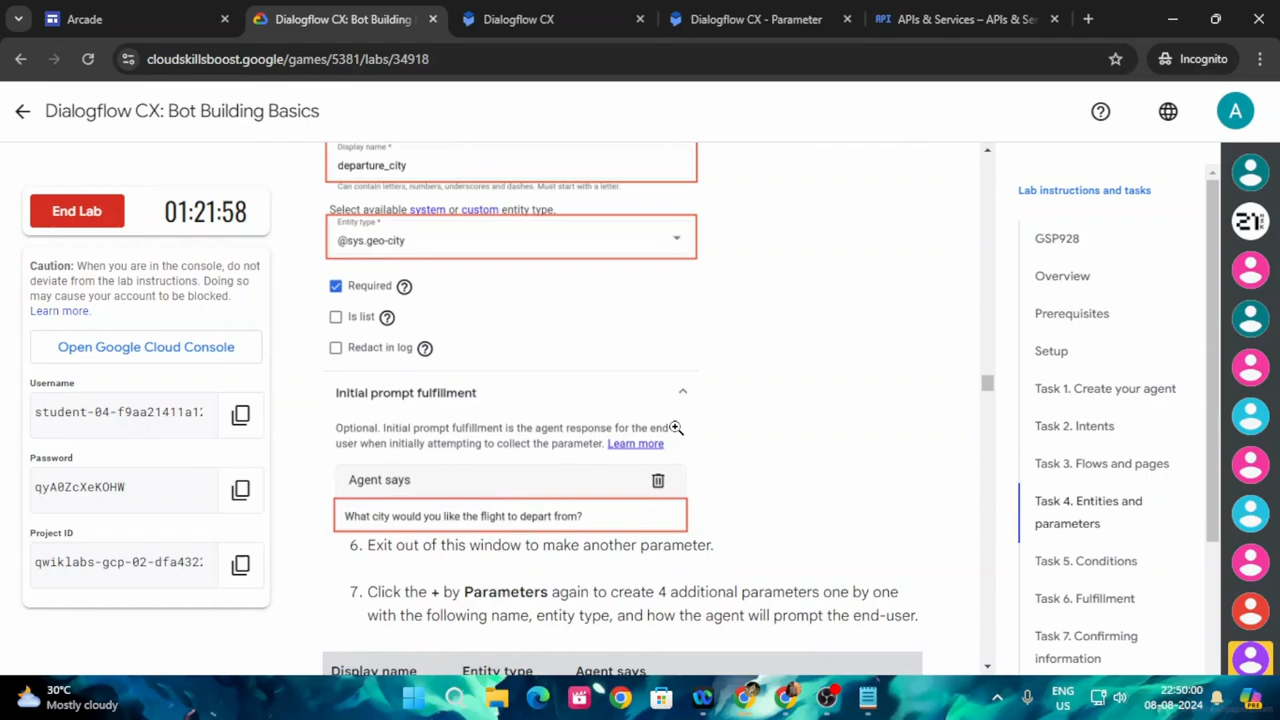 Arcade
Dialogflow CX: Bot Building
Dialogflow CX
Dialogflow CX - Parameter
RPI APIs & Services – APIs & Ser
cloudskillsboost.google/games/5381/labs/34918
Incognito
Dialogflow CX: Bot Building Basics
A
End Lab
01:21:58
Caution: When you are in the console, do not
deviate from the lab instructions. Doing so
may cause your account to be blocked.
Learn more.
Open Google Cloud Console
Username
student-04-f9aa21411a12
Password
qyA0ZcXeKOHW
Project ID
qwiklabs-gcp-02-dfa432
Display name *
departure_city
Can contain letters, numbers, underscores and dashes. Must start with a letter.
Select available system or custom entity type.
Entity type *
@sys.geo-city
Required
Is list
Redact in log
Initial prompt fulfillment
Optional. Initial prompt fulfillment is the agent response for the end
user when initially attempting to collect the parameter. Learn more
Agent says
What city would you like the flight to depart from?
6. Exit out of this window to make another parameter.
7. Click the + by Parameters again to create 4 additional parameters one by one
with the following name, entity type, and how the agent will prompt the end-user.
Display name Entity type Agent says
Lab instructions and tasks
GSP928
Overview
Prerequisites
Setup
Task 1. Create your agent
Task 2. Intents
Task 3. Flows and pages
Task 4. Entities and
parameters
Task 5. Conditions
Task 6. Fulfillment
Task 7. Confirming
information
30°C
Mostly cloudy
ENG
US
22:50:00
08-08-2024
PRE